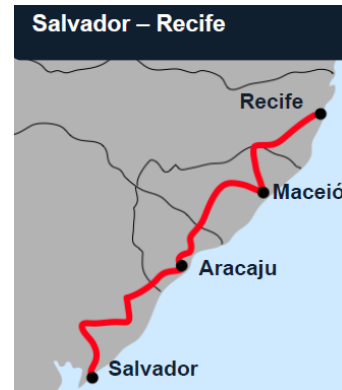 Salvador – Recife
Recife
Maceió
Aracaju
Salvador